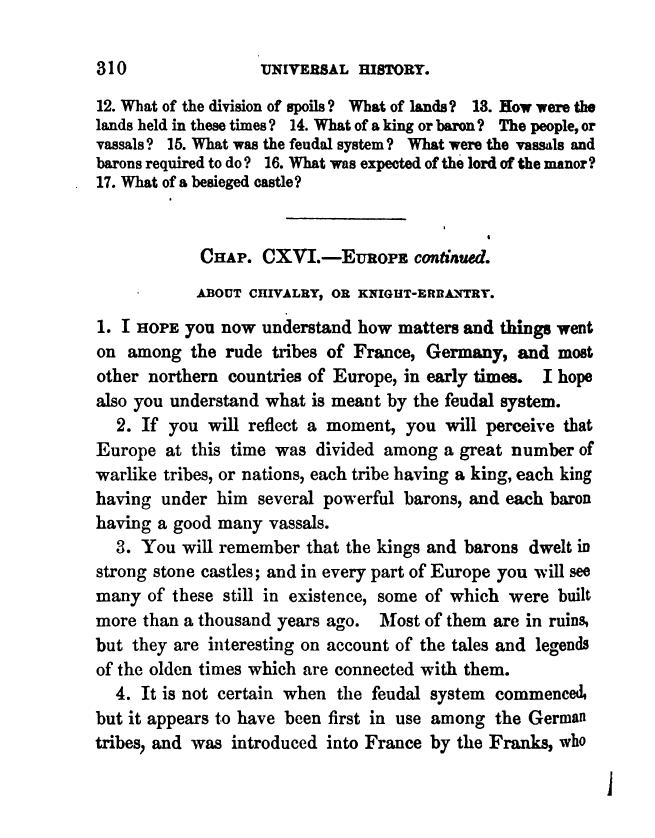 310 UNIVERSAL HISTORY.
12. What of the division of spoils? What of lands? 13. How were the
lands held in these times? 14. What of a king or baron? The people, or
vassals? 15. What was the feudal system? What were the vassals and
barons required to do? 16. What was expected of the lord of the manor?
17. What of a besieged castle?
CHAP. CXVI.—EUROPE continued.
ABOUT CHIVALRY, OR KNIGHT-ERRANTRY.
1. I HOPE you now understand how matters and things went
on among the rude tribes of France, Germany, and most
other northern countries of Europe, in early times. I hope
also you understand what is meant by the feudal system.
2. If you will reflect a moment, you will perceive that
Europe at this time was divided among a great number of
warlike tribes, or nations, each tribe having a king, each king
having under him several powerful barons, and each baron
having a good many vassals.
3. You will remember that the kings and barons dwelt in
strong stone castles; and in every part of Europe you will see
many of these still in existence, some of which were built
more than a thousand years ago. Most of them are in ruins,
but they are interesting on account of the tales and legends
of the olden times which are connected with them.
4. It is not certain when the feudal system commenced,
but it appears to have been first in use among the German
tribes, and was introduced into France by the Franks, who